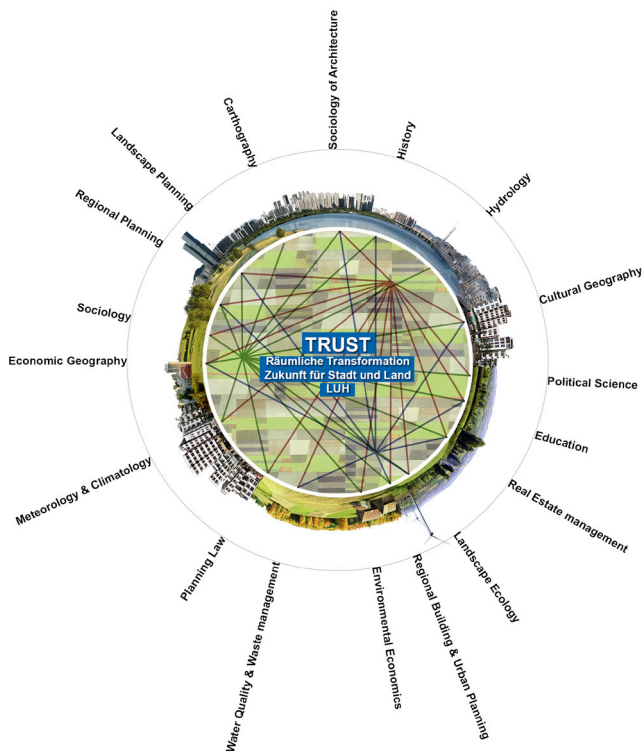 Sociology of Architecture
History
Hydrology
Cultural Geography
Political Science
Education
Real Estate management
Landscape Ecology
Regional Building & Urban Planning
Environmental Economics
Water Quality & Waste management
Planning Law
Meteorology & Climatology
Economic Geography
Sociology
Regional Planning
Landscape Planning
Carthography
TRUST
Räumliche Transformation
Zukunft für Stadt und Land
LUH